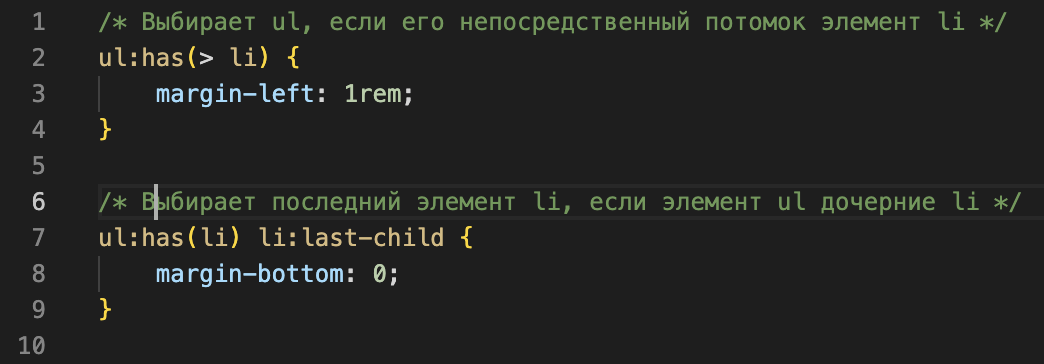 1 /* Выбирает ul, если его непосредственный потомок элемент li */
2 ul:has(> li) {
3 margin-left: 1rem;
4 }
5
6 /* Выбирает последний элемент li, если элемент ul дочерние li */
7 ul:has(li) li:last-child {
8 margin-bottom: 0;
9 }
10